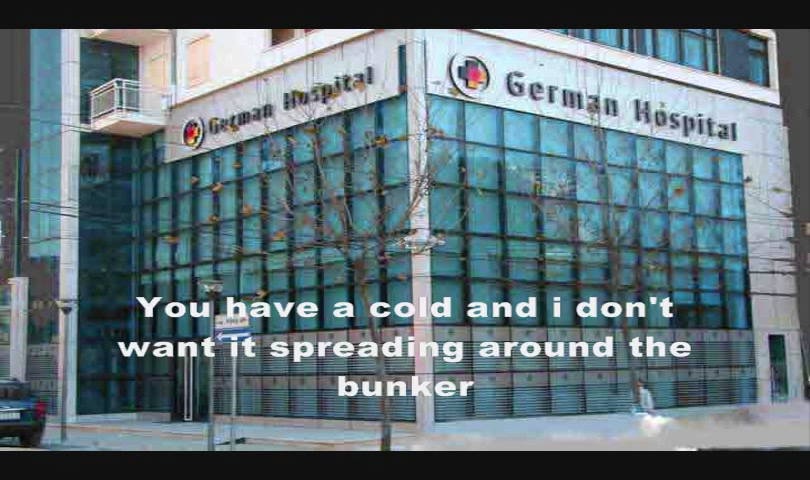 German Hospital
German Hospital
You have a cold and i don't
want it spreading around the
bunker